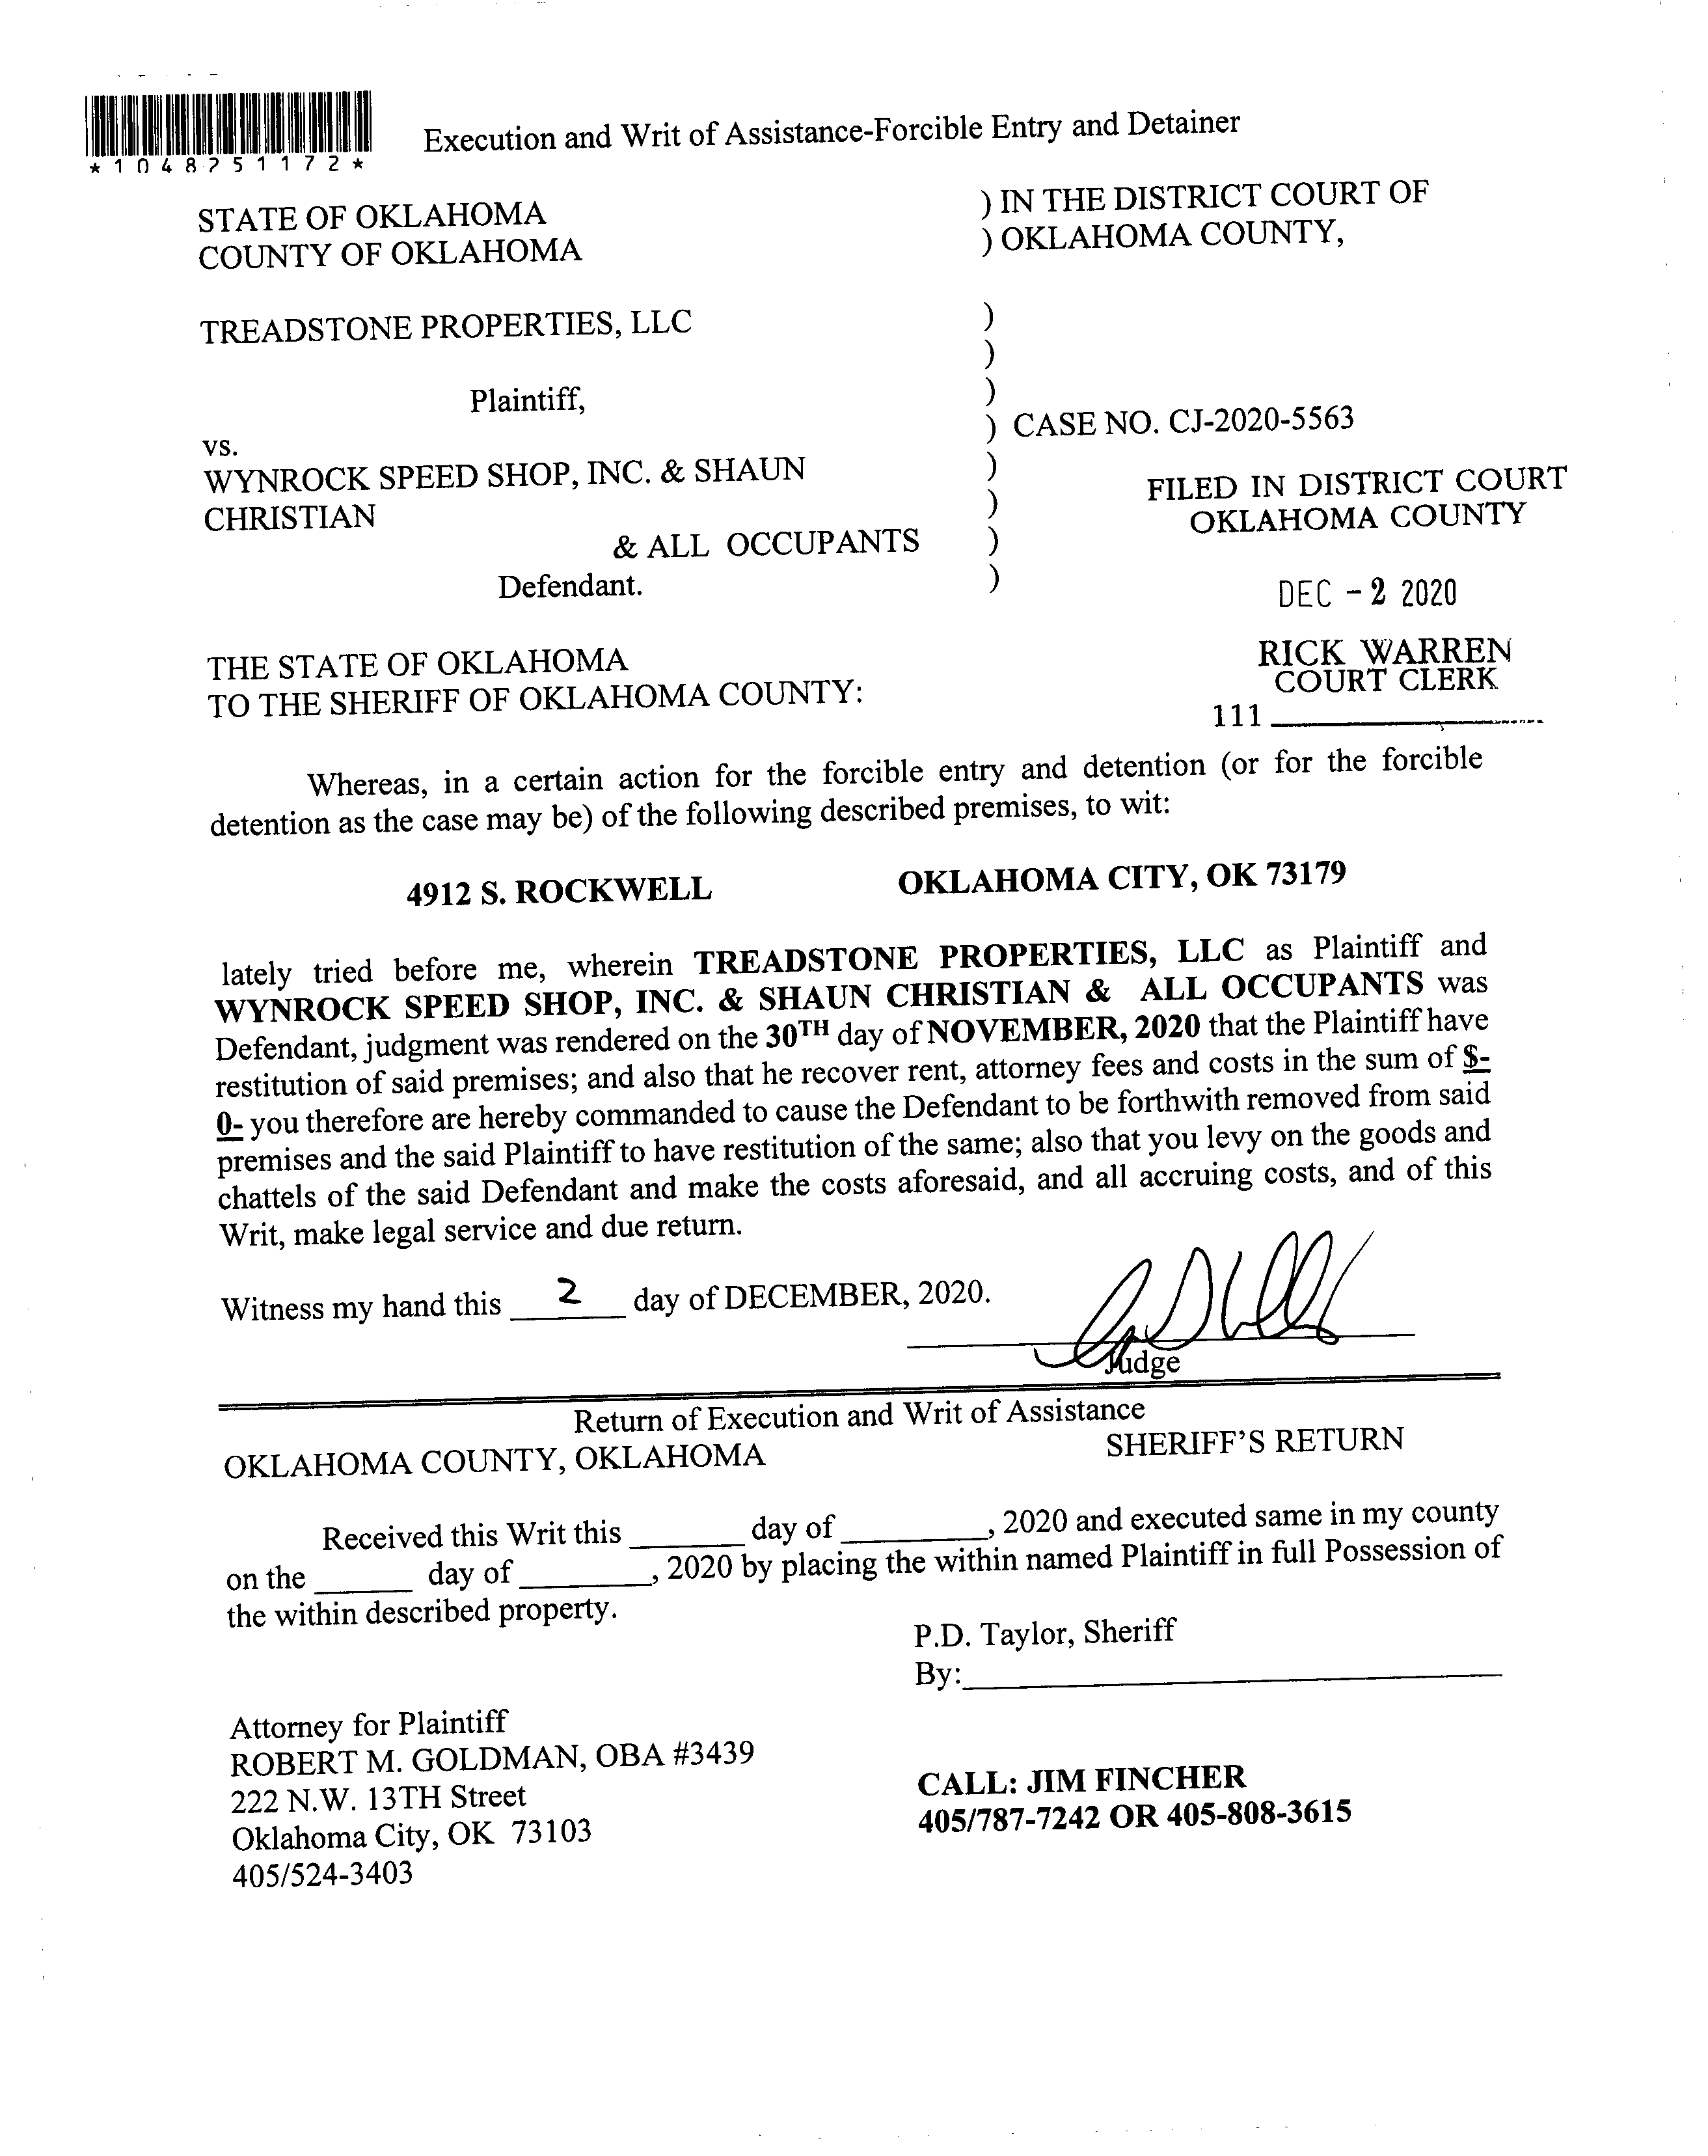 *1048251172*
Execution and Writ of Assistance-Forcible Entry and Detainer
STATE OF OKLAHOMA ) IN THE DISTRICT COURT OF
COUNTY OF OKLAHOMA ) OKLAHOMA COUNTY,
TREADSTONE PROPERTIES, LLC )
)
Plaintiff, )
) CASE NO. CJ-2020-5563
vs.
WYNROCK SPEED SHOP, INC. & SHAUN )
CHRISTIAN )
& ALL OCCUPANTS )
Defendant. )
FILED IN DISTRICT COURT
OKLAHOMA COUNTY
DEC - 2 2020
RICK WARREN
COURT CLERK
111 ____________
THE STATE OF OKLAHOMA
TO THE SHERIFF OF OKLAHOMA COUNTY:
Whereas, in a certain action for the forcible entry and detention (or for the forcible
detention as the case may be) of the following described premises, to wit:
4912 S. ROCKWELL OKLAHOMA CITY, OK 73179
lately tried before me, wherein TREADSTONE PROPERTIES, LLC as Plaintiff and
WYNROCK SPEED SHOP, INC. & SHAUN CHRISTIAN & ALL OCCUPANTS was
Defendant, judgment was rendered on the 30TH day of NOVEMBER, 2020 that the Plaintiff have
restitution of said premises; and also that he recover rent, attorney fees and costs in the sum of $-
0- you therefore are hereby commanded to cause the Defendant to be forthwith removed from said
premises and the said Plaintiff to have restitution of the same; also that you levy on the goods and
chattels of the said Defendant and make the costs aforesaid, and all accruing costs, and of this
Writ, make legal service and due return.
Witness my hand this ___2___ day of DECEMBER, 2020.
Judge
Return of Execution and Writ of Assistance
OKLAHOMA COUNTY, OKLAHOMA SHERIFF'S RETURN
Received this Writ this _______ day of _________, 2020 and executed same in my county
on the ______ day of ________, 2020 by placing the within named Plaintiff in full Possession of
the within described property.
P.D. Taylor, Sheriff
By:____________________
Attorney for Plaintiff
ROBERT M. GOLDMAN, OBA #3439
222 N.W. 13TH Street
Oklahoma City, OK 73103
405/524-3403
CALL: JIM FINCHER
405/787-7242 OR 405-808-3615